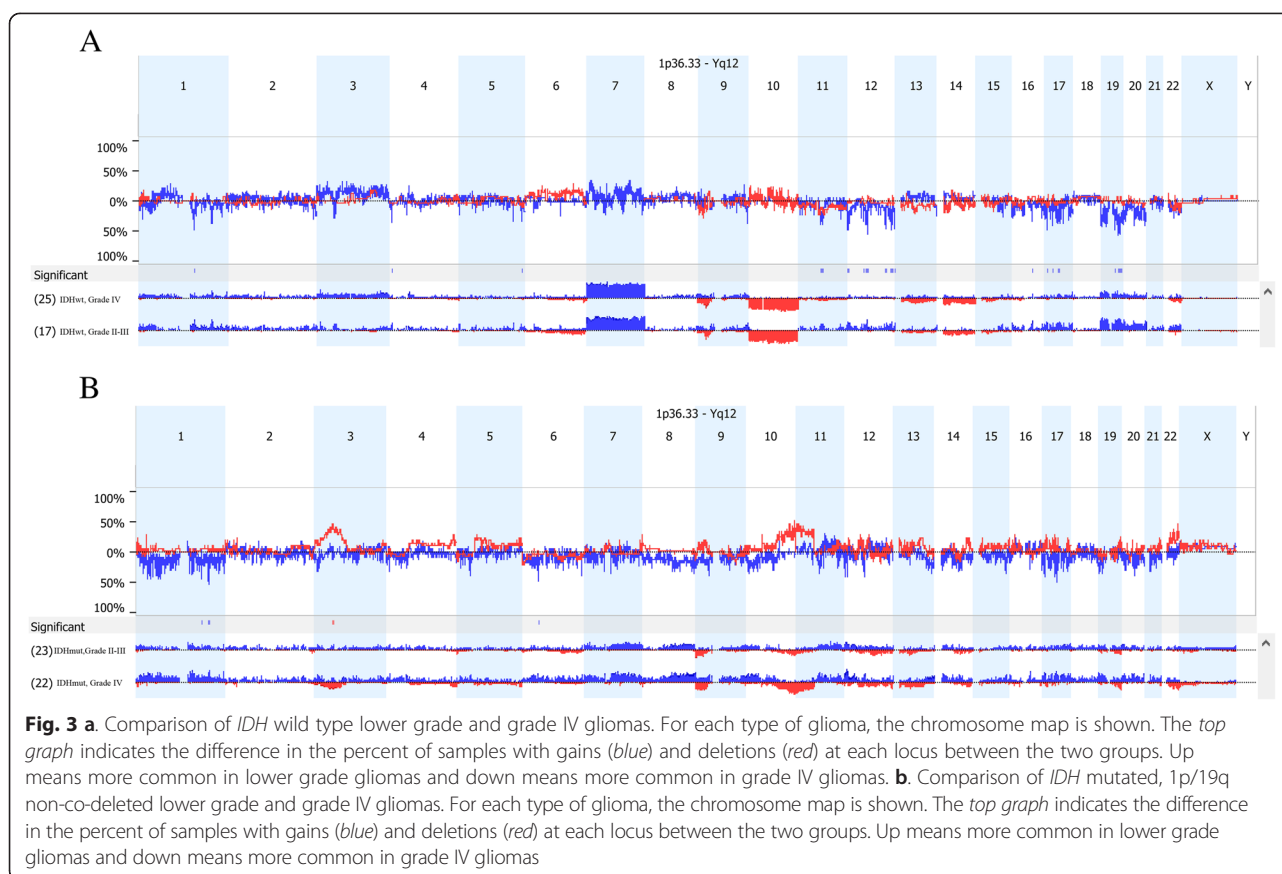 A
1p36.33 - Yq12
1 2 3 4 5 6 7 8 9 10 11 12 13 14 15 16 17 18 19 20 21 22 X Y
100%
50%
0%
50%
100%
Significant
(25) IDHwt, Grade IV
(17) IDHwt, Grade II-III
B
1p36.33 - Yq12
1 2 3 4 5 6 7 8 9 10 11 12 13 14 15 16 17 18 19 20 21 22 X Y
100%
50%
0%
50%
100%
Significant
(23) IDHmut,Grade II-III
(22) IDHmut, Grade IV
Fig. 3 a. Comparison of IDH wild type lower grade and grade IV gliomas. For each type of glioma, the chromosome map is shown. The top
graph indicates the difference in the percent of samples with gains (blue) and deletions (red) at each locus between the two groups. Up
means more common in lower grade gliomas and down means more common in grade IV gliomas. b. Comparison of IDH mutated, 1p/19q
non-co-deleted lower grade and grade IV gliomas. For each type of glioma, the chromosome map is shown. The top graph indicates the difference
in the percent of samples with gains (blue) and deletions (red) at each locus between the two groups. Up means more common in lower grade
gliomas and down means more common in grade IV gliomas